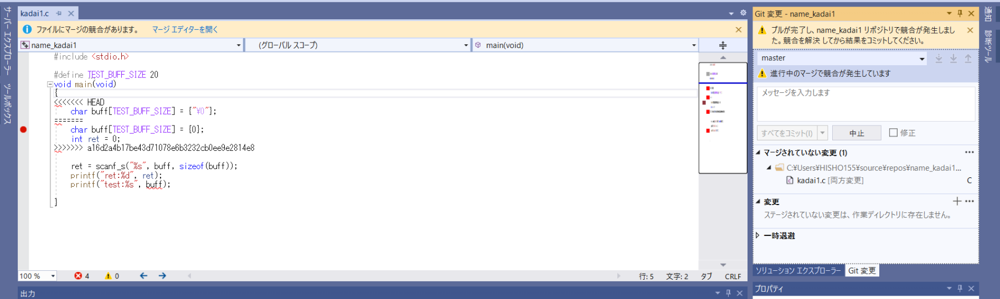 サーバー エクスプローラー
ツールボックス
kadai1.c
ファイルにマージの競合があります。 マージ エディターを開く
name_kadai1
(グローバル スコープ)
main(void)
#include <stdio.h>
#define TEST_BUFF_SIZE 20
void main(void)
{
<<<<<<< HEAD
char buff[TEST_BUFF_SIZE] = {"¥0"};
=======
char buff[TEST_BUFF_SIZE] = {0};
int ret = 0;
>>>>>>> a16d2a4b17be43d71078e6b3232cb0ee9e2814e8
ret = scanf_s("%s", buff, sizeof(buff));
printf("ret:%d", ret);
printf("test:%s", buff);
}
100 %
4
0
行: 5
文字: 2
タブ
CRLF
出力
Git 変更 - name_kadai1
プルが完了し、name_kadai1 リポジトリで競合が発生しまし
た。競合を解決 してから結果をコミットしてください。
master
進行中のマージで競合が発生しています
メッセージを入力します
すべてをコミット(I)
中止
修正
マージされていない変更 (1)
C:¥Users¥HISHO155¥source¥repos¥name_kadai1...
kadai1.c [両方変更]
C
変更
ステージされていない変更は、作業ディレクトリに存在しません。
一時退避
ソリューション エクスプローラー
Git 変更
プロパティ
通知
診断ツール